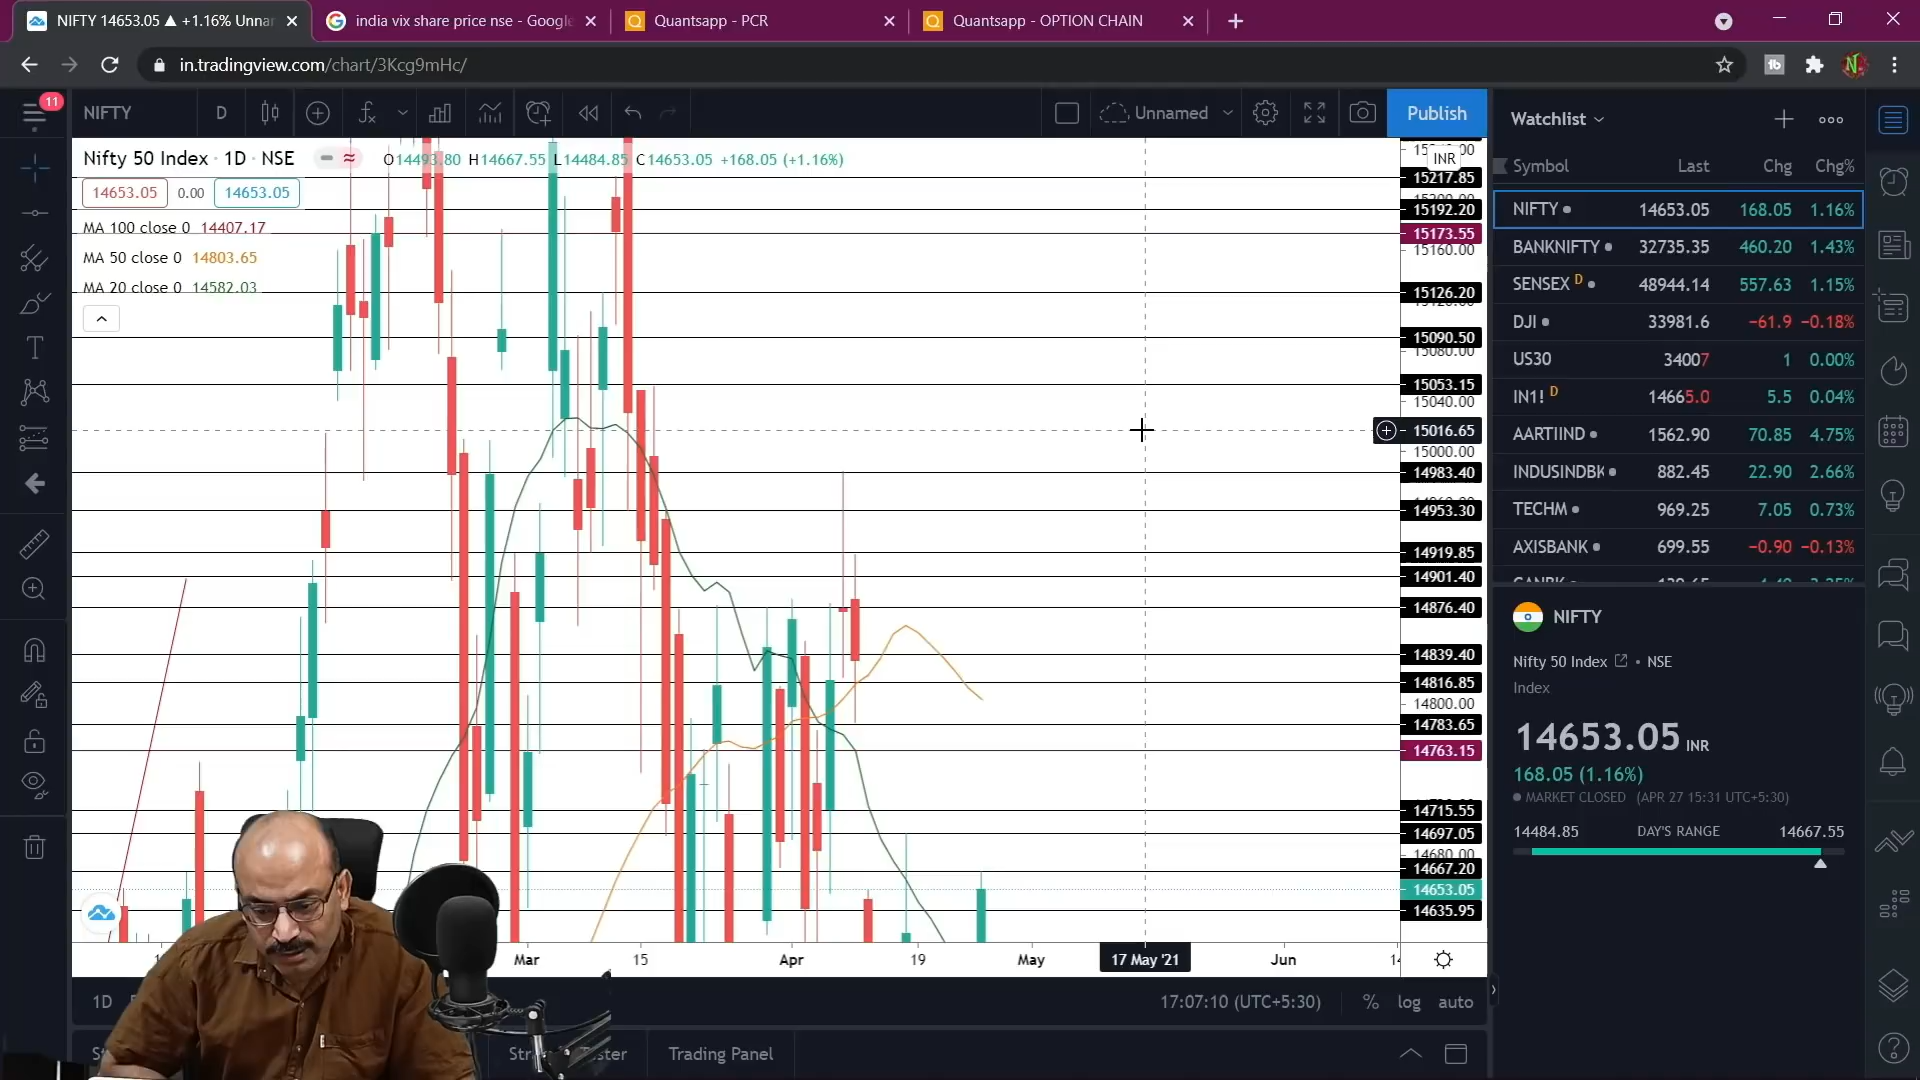 NIFTY 14653.05 ▲ +1.16% Unnar
india vix share price nse - Google
Quantsapp - PCR
Quantsapp - OPTION CHAIN
in.tradingview.com/chart/3Kcg9mHc/
11
NIFTY
D
Unnamed
Publish
Nifty 50 Index · 1D · NSE
O14493.80 H14667.55 L14484.85 C14653.05 +168.05 (+1.16%)
14653.05 0.00 14653.05
MA 100 close 0 14407.17
MA 50 close 0 14803.65
MA 20 close 0 14582.03
INR
15217.85
15192.20
15173.55
15160.00
15126.20
15090.50
15080.00
15053.15
15040.00
15016.65
15000.00
14983.40
14953.30
14919.85
14901.40
14876.40
14839.40
14816.85
14800.00
14783.65
14763.15
14715.55
14697.05
14680.00
14667.20
14653.05
14635.95
Mar 15 Apr 19 May 17 May '21 Jun 14
1D
17:07:10 (UTC+5:30) % log auto
Trading Panel
Watchlist
Symbol Last Chg Chg%
NIFTY 14653.05 168.05 1.16%
BANKNIFTY 32735.35 460.20 1.43%
SENSEX D 48944.14 557.63 1.15%
DJI 33981.6 −61.9 −0.18%
US30 34007 1 0.00%
IN1! D 14665.0 5.5 0.04%
AARTIIND 1562.90 70.85 4.75%
INDUSINDBK 882.45 22.90 2.66%
TECHM 969.25 7.05 0.73%
AXISBANK 699.55 −0.90 −0.13%
NIFTY
Nifty 50 Index • NSE
Index
14653.05 INR
168.05 (1.16%)
MARKET CLOSED (APR 27 15:31 UTC+5:30)
14484.85 DAY'S RANGE 14667.55